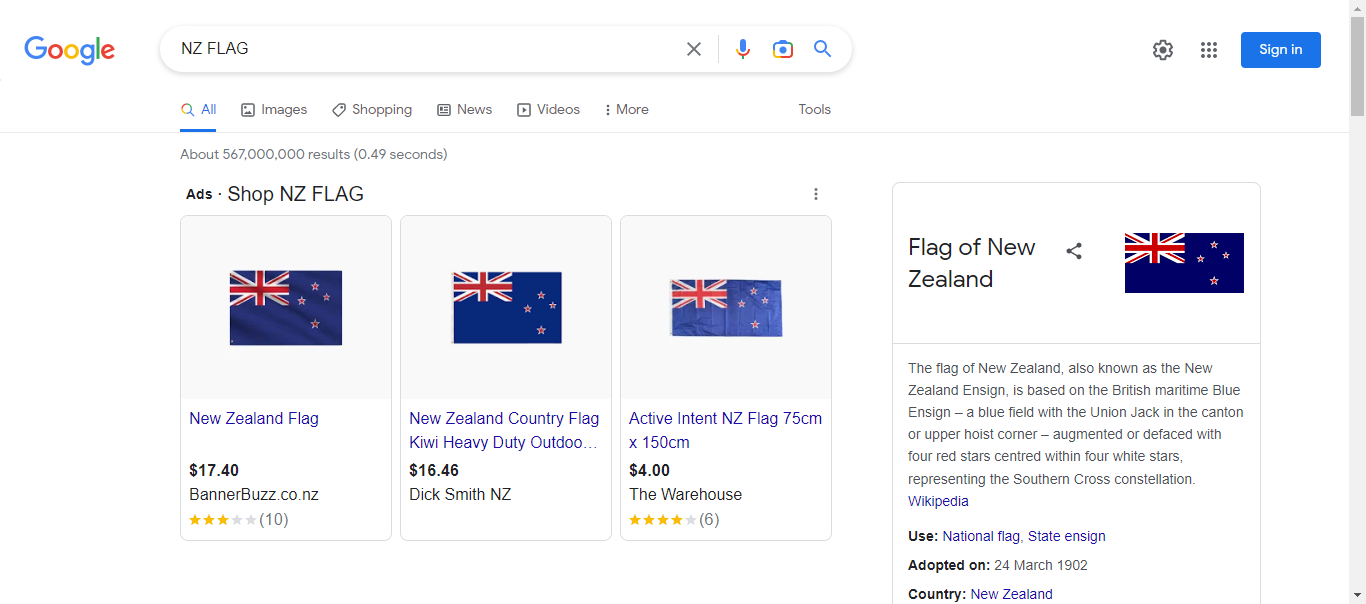 Google
NZ FLAG
Sign in
All
Images
Shopping
News
Videos
More
Tools
About 567,000,000 results (0.49 seconds)
Ads · Shop NZ FLAG
New Zealand Flag
$17.40
BannerBuzz.co.nz
(10)
New Zealand Country Flag
Kiwi Heavy Duty Outdoo...
$16.46
Dick Smith NZ
Active Intent NZ Flag 75cm
x 150cm
$4.00
The Warehouse
(6)
Flag of New
Zealand
The flag of New Zealand, also known as the New
Zealand Ensign, is based on the British maritime Blue
Ensign – a blue field with the Union Jack in the canton
or upper hoist corner – augmented or defaced with
four red stars centred within four white stars,
representing the Southern Cross constellation.
Wikipedia
Use: National flag, State ensign
Adopted on: 24 March 1902
Country: New Zealand